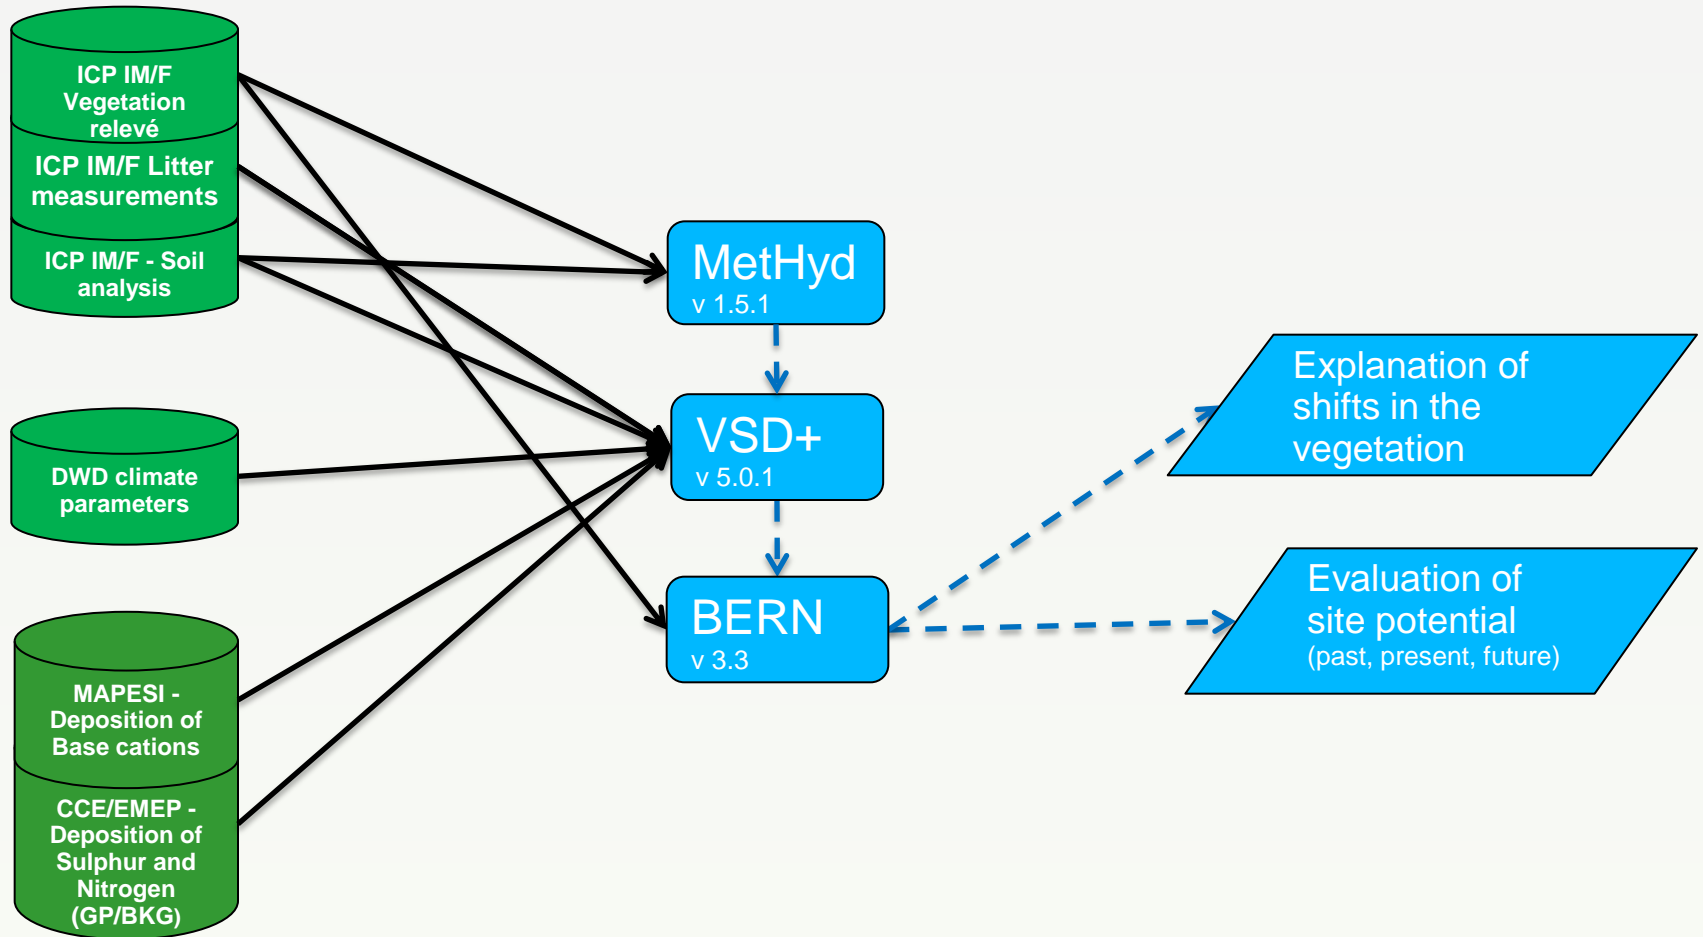 ICP IM/F
Vegetation
relevé
ICP IM/F Litter
measurements
ICP IM/F - Soil
analysis
DWD climate
parameters
MAPESI -
Deposition of
Base cations
CCE/EMEP -
Deposition of
Sulphur and
Nitrogen
(GP/BKG)
MetHyd
v 1.5.1
VSD+
v 5.0.1
BERN
v 3.3
Explanation of
shifts in the
vegetation
Evaluation of
site potential
(past, present, future)